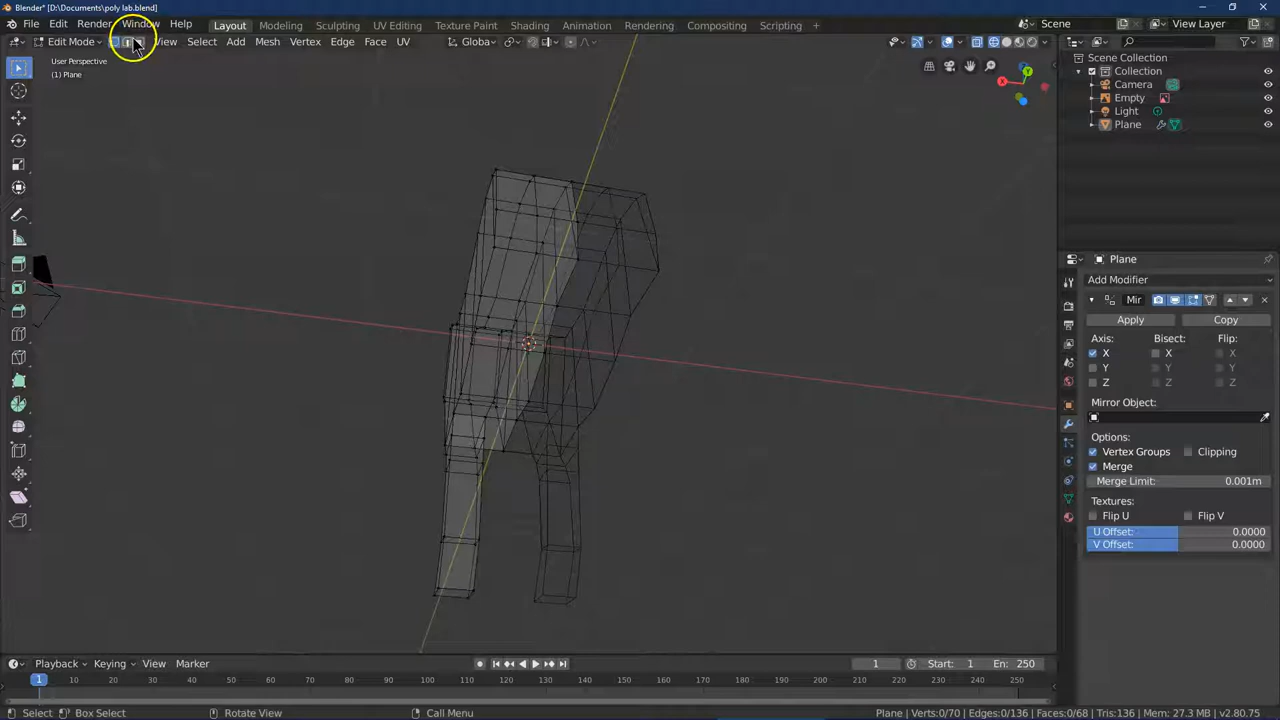 Blender* [D:\Documents\poly lab.blend]
File Edit Render Window Help Layout Modeling Sculpting UV Editing Texture Paint Shading Animation Rendering Compositing Scripting Scene View Layer
Edit Mode View Select Add Mesh Vertex Edge Face UV Globa
User Perspective
(1) Plane
Scene Collection
Collection
Camera
Empty
Light
Plane
Plane
Add Modifier
Mir
Apply Copy
Axis: Bisect: Flip:
X X X
Y Y Y
Z Z Z
Mirror Object:
Options:
Vertex Groups Clipping
Merge
Merge Limit: 0.001m
Textures:
Flip U Flip V
U Offset: 0.0000
V Offset: 0.0000
X
Y
Playback Keying View Marker 1 Start: 1 En: 250
1 10 20 30 40 50 60 70 80 90 100 110 120 130 140 150 160 170 180 190 200 210 220 230 240 250
Select Box Select Rotate View Call Menu Plane | Verts:0/70 | Edges:0/136 | Faces:0/68 | Tris:136 | Mem: 27.3 MB | v2.80.75